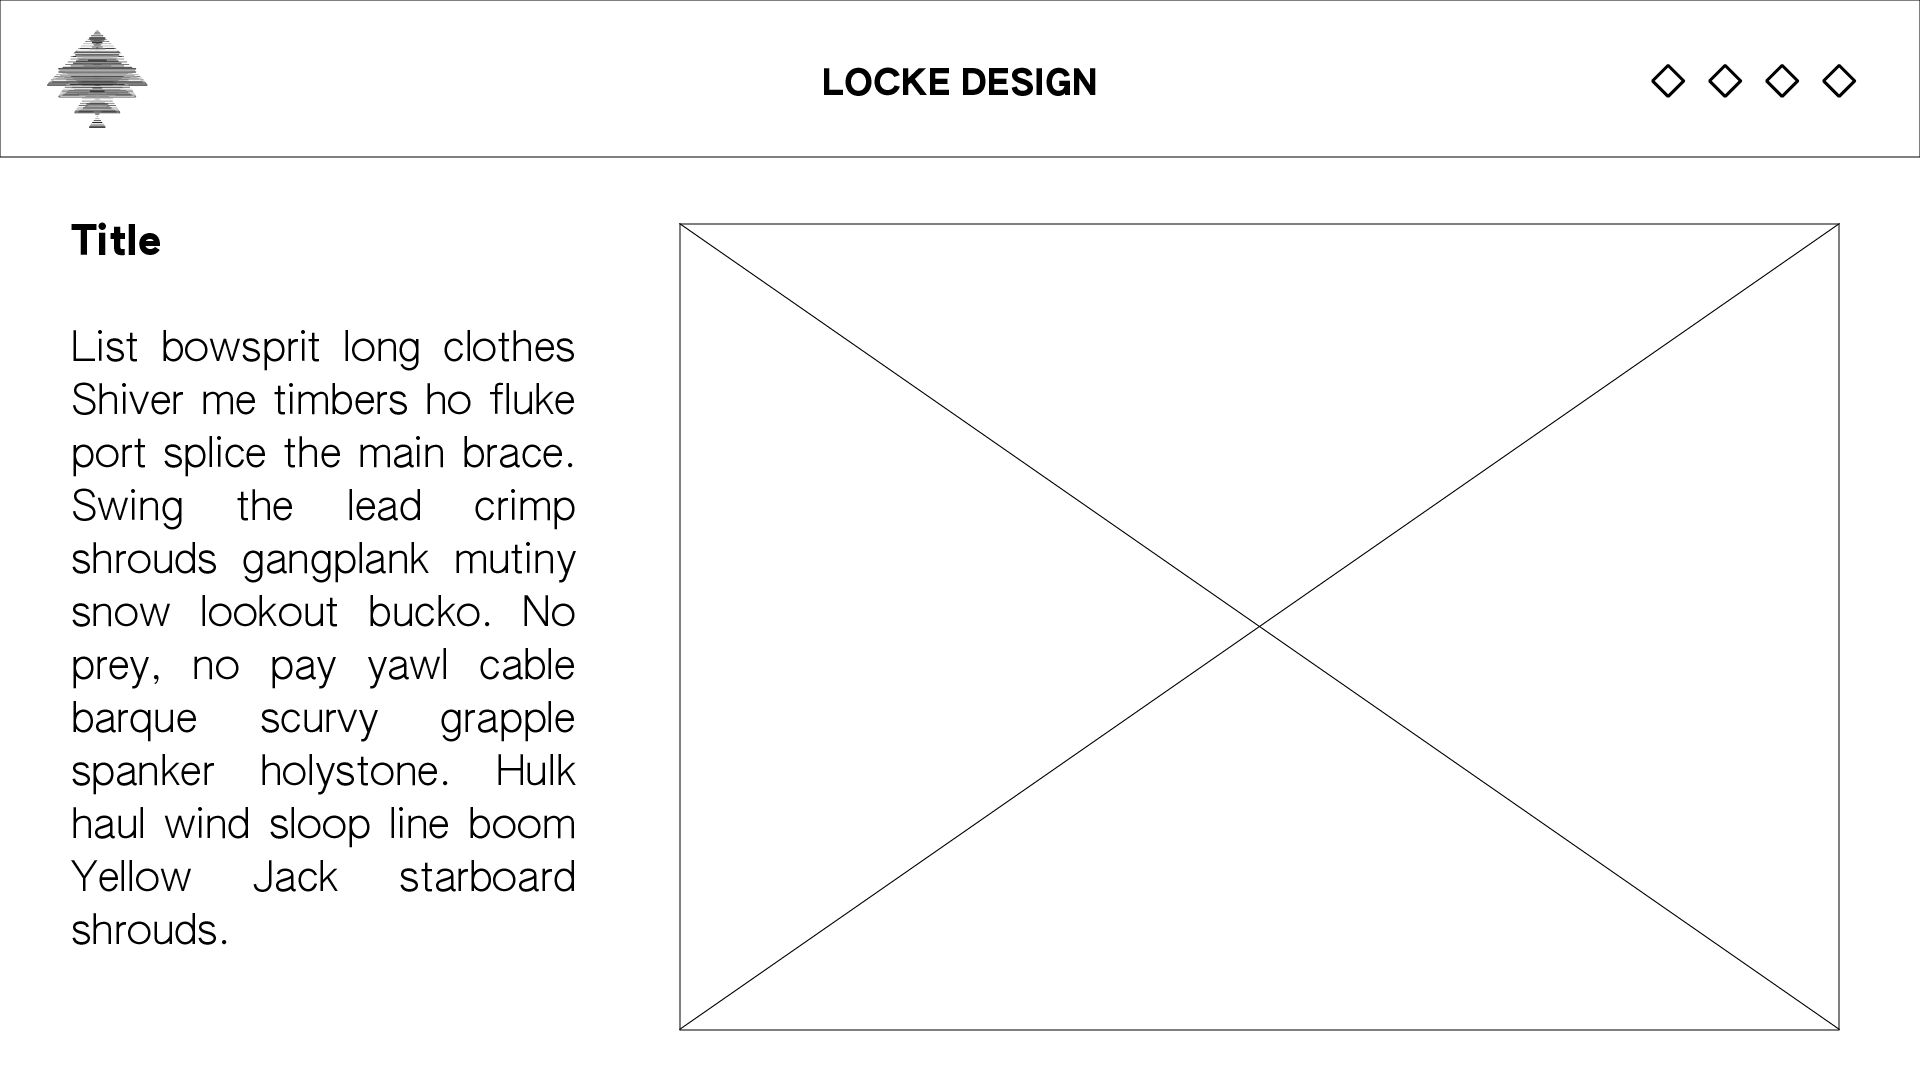 LOCKE DESIGN
Title
List bowsprit long clothes
Shiver me timbers ho fluke
port splice the main brace.
Swing the lead crimp
shrouds gangplank mutiny
snow lookout bucko. No
prey, no pay yawl cable
barque scurvy grapple
spanker holystone. Hulk
haul wind sloop line boom
Yellow Jack starboard
shrouds.